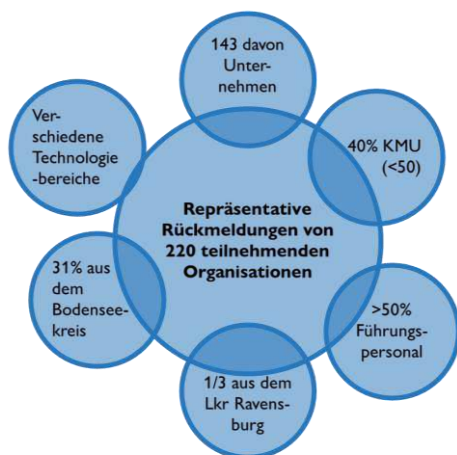 143 davon
Unter-
nehmen
Ver-
schiedene
Technologie
-bereiche
40% KMU
(<50)
Repräsentative
Rückmeldungen von
220 teilnehmenden
Organisationen
31% aus
dem
Bodensee-
kreis
>50%
Führungs-
personal
1/3 aus dem
Lkr Ravens-
burg